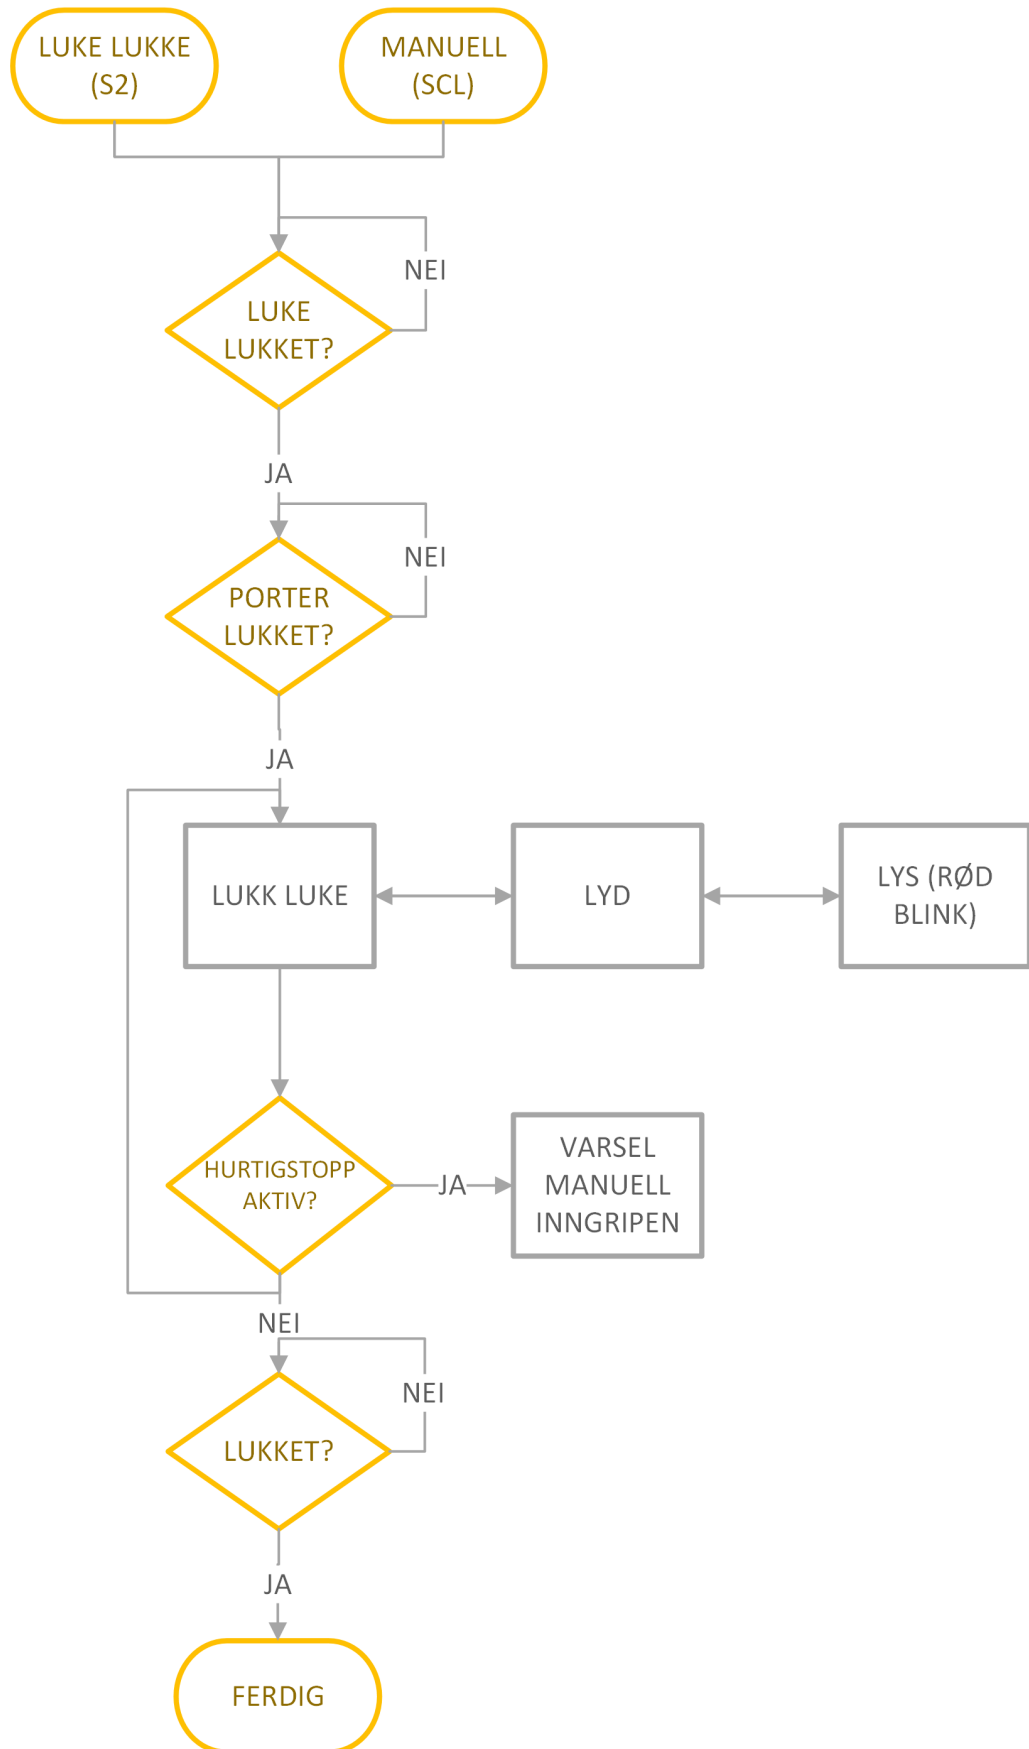 LUKE LUKKE
(S2)
MANUELL
(SCL)
NEI
LUKE
LUKKET?
JA
NEI
PORTER
LUKKET?
JA
LUKK LUKE
LYD
LYS (RØD
BLINK)
HURTIGSTOPP
AKTIV?
JA
VARSEL
MANUELL
INNGRIPEN
NEI
NEI
LUKKET?
JA
FERDIG